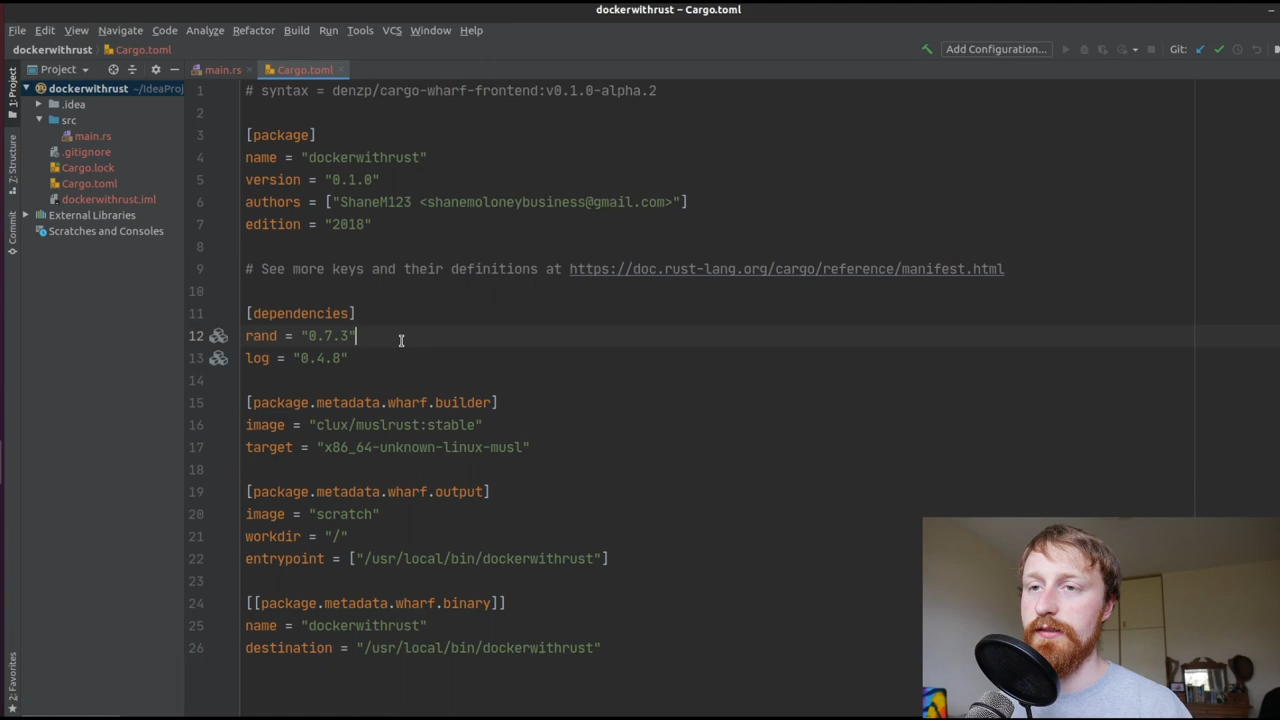 dockerwithrust – Cargo.toml
File Edit View Navigate Code Analyze Refactor Build Run Tools VCS Window Help
dockerwithrust Cargo.toml Add Configuration... Git:
1: Project
Project
main.rs
Cargo.toml
dockerwithrust ~/IdeaProj
.idea
src
main.rs
.gitignore
Cargo.lock
Cargo.toml
dockerwithrust.iml
External Libraries
Scratches and Consoles
7: Structure
Commit
2: Favorites
1 # syntax = denzp/cargo-wharf-frontend:v0.1.0-alpha.2
2
3 [package]
4 name = "dockerwithrust"
5 version = "0.1.0"
6 authors = ["ShaneM123 <shanemoloneybusiness@gmail.com>"]
7 edition = "2018"
8
9 # See more keys and their definitions at https://doc.rust-lang.org/cargo/reference/manifest.html
10
11 [dependencies]
12 rand = "0.7.3"
13 log = "0.4.8"
14
15 [package.metadata.wharf.builder]
16 image = "clux/muslrust:stable"
17 target = "x86_64-unknown-linux-musl"
18
19 [package.metadata.wharf.output]
20 image = "scratch"
21 workdir = "/"
22 entrypoint = ["/usr/local/bin/dockerwithrust"]
23
24 [[package.metadata.wharf.binary]]
25 name = "dockerwithrust"
26 destination = "/usr/local/bin/dockerwithrust"